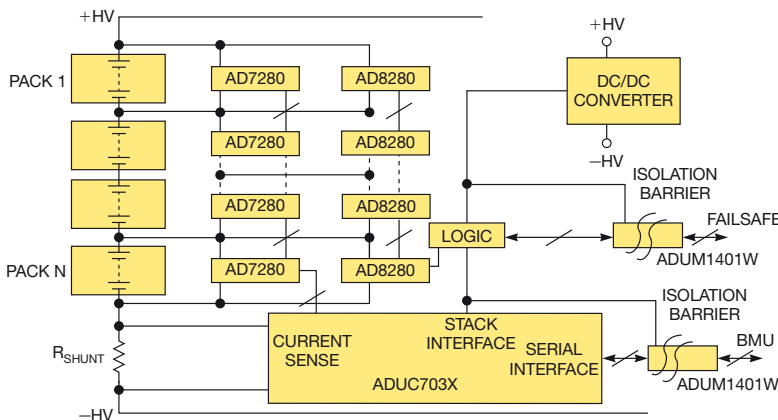 +HV
PACK 1
AD7280
AD8280
AD7280
AD8280
AD7280
AD8280
PACK N
AD7280
AD8280
+HV
DC/DC
CONVERTER
−HV
ISOLATION
BARRIER
LOGIC
FAILSAFE
ADUM1401W
ISOLATION
BARRIER
RSHUNT
CURRENT
SENSE
STACK
INTERFACE
SERIAL
INTERFACE
ADUC703X
BMU
ADUM1401W
−HV